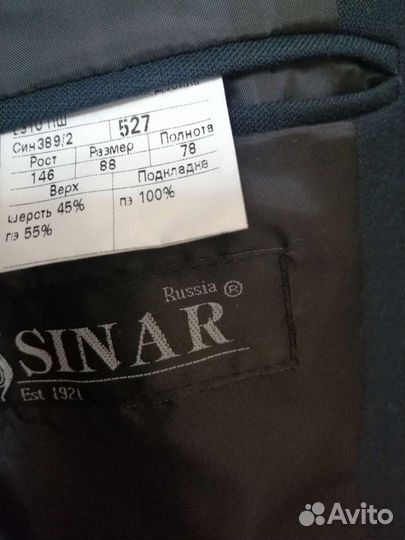 Син389/2 527
Рост Размер Полнота
146 88 78
Верх Подкладка
шерсть 45% пэ 100%
пэ 55%
Russia ®
SINAR
Est 1921
Avito